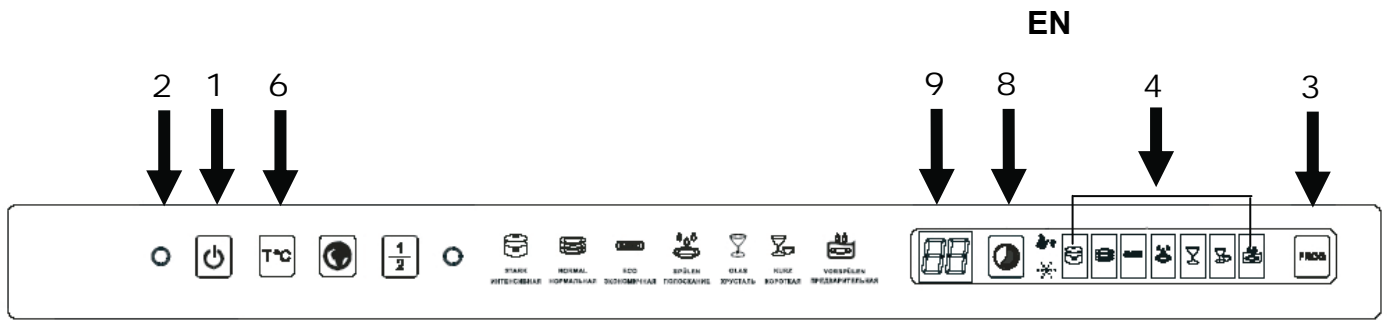 EN
2 1 6 9 8 4 3
T°C 1/2 88 PROG
STARK NORMAL ECO SPÜLEN GLAS KURZ VORSPÜLEN
ИНТЕНСИВНАЯ НОРМАЛЬНАЯ ЭКОНОМИЧНАЯ ПОЛОСКАНИЕ ХРУСТАЛЬ КОРОТКАЯ ПРЕДВАРИТЕЛЬНАЯ